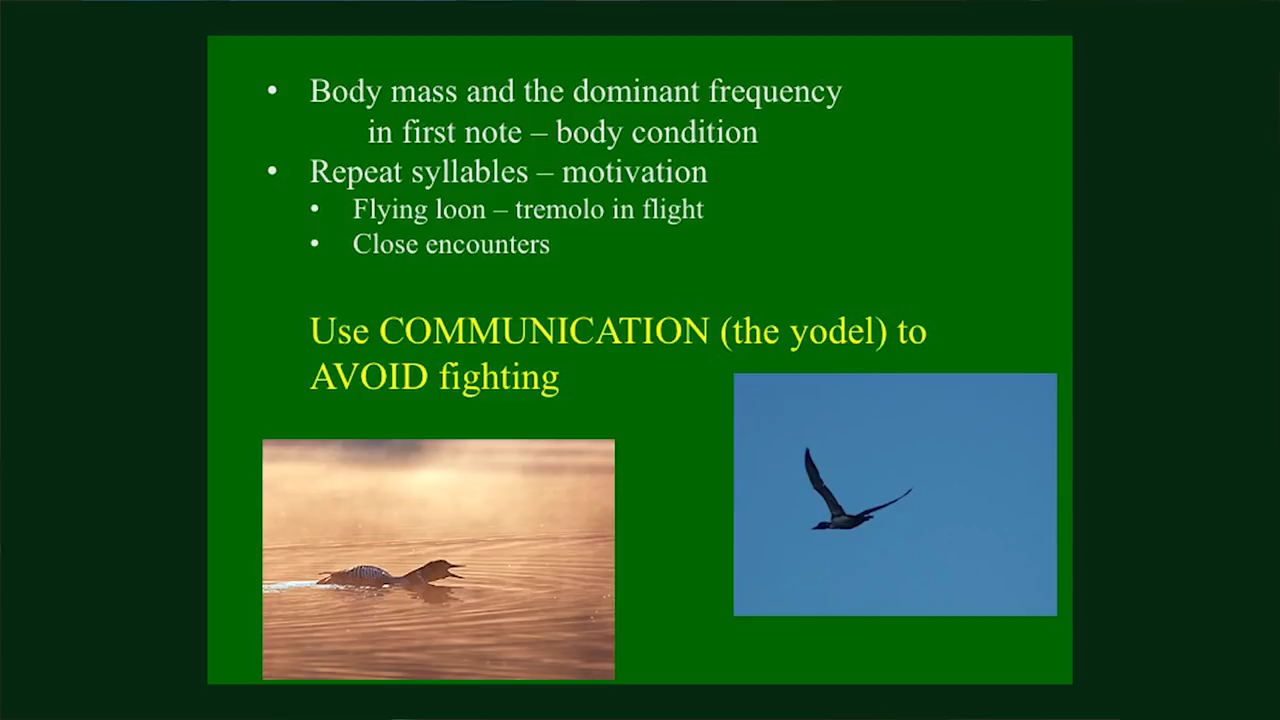 • Body mass and the dominant frequency
in first note – body condition
• Repeat syllables – motivation
• Flying loon – tremolo in flight
• Close encounters
Use COMMUNICATION (the yodel) to
AVOID fighting